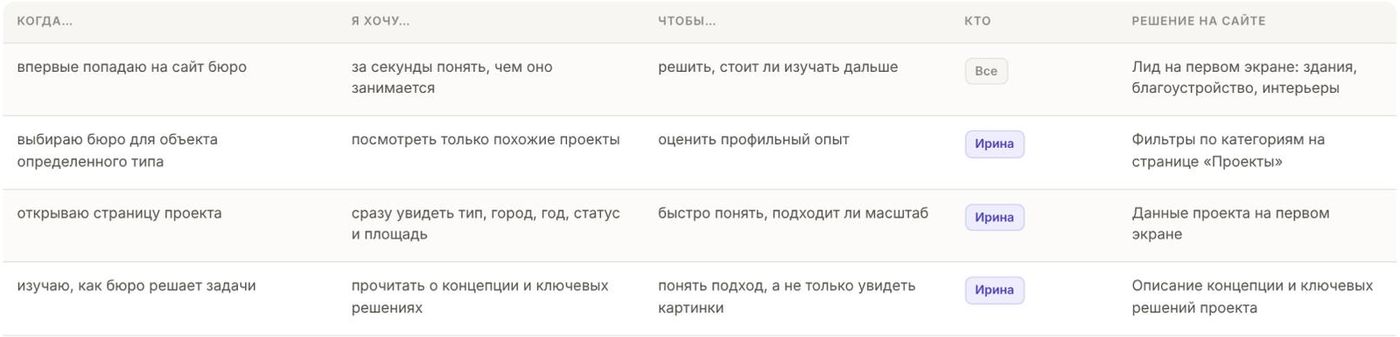 КОГДА... Я ХОЧУ... ЧТОБЫ... КТО РЕШЕНИЕ НА САЙТЕ
впервые попадаю на сайт бюро
за секунды понять, чем оно
занимается
решить, стоит ли изучать дальше
Все
Лид на первом экране: здания,
благоустройство, интерьеры
выбираю бюро для объекта
определенного типа
посмотреть только похожие проекты
оценить профильный опыт
Ирина
Фильтры по категориям на
странице «Проекты»
открываю страницу проекта
сразу увидеть тип, город, год, статус
и площадь
быстро понять, подходит ли масштаб
Ирина
Данные проекта на первом
экране
изучаю, как бюро решает задачи
прочитать о концепции и ключевых
решениях
понять подход, а не только увидеть
картинки
Ирина
Описание концепции и ключевых
решений проекта